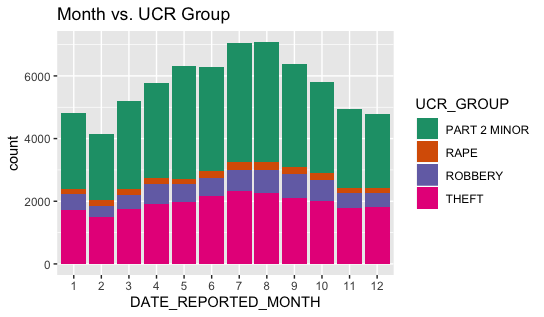 Month vs. UCR Group
6000
4000
2000
0
count
1 2 3 4 5 6 7 8 9 10 11 12
DATE_REPORTED_MONTH
UCR_GROUP
PART 2 MINOR
RAPE
ROBBERY
THEFT